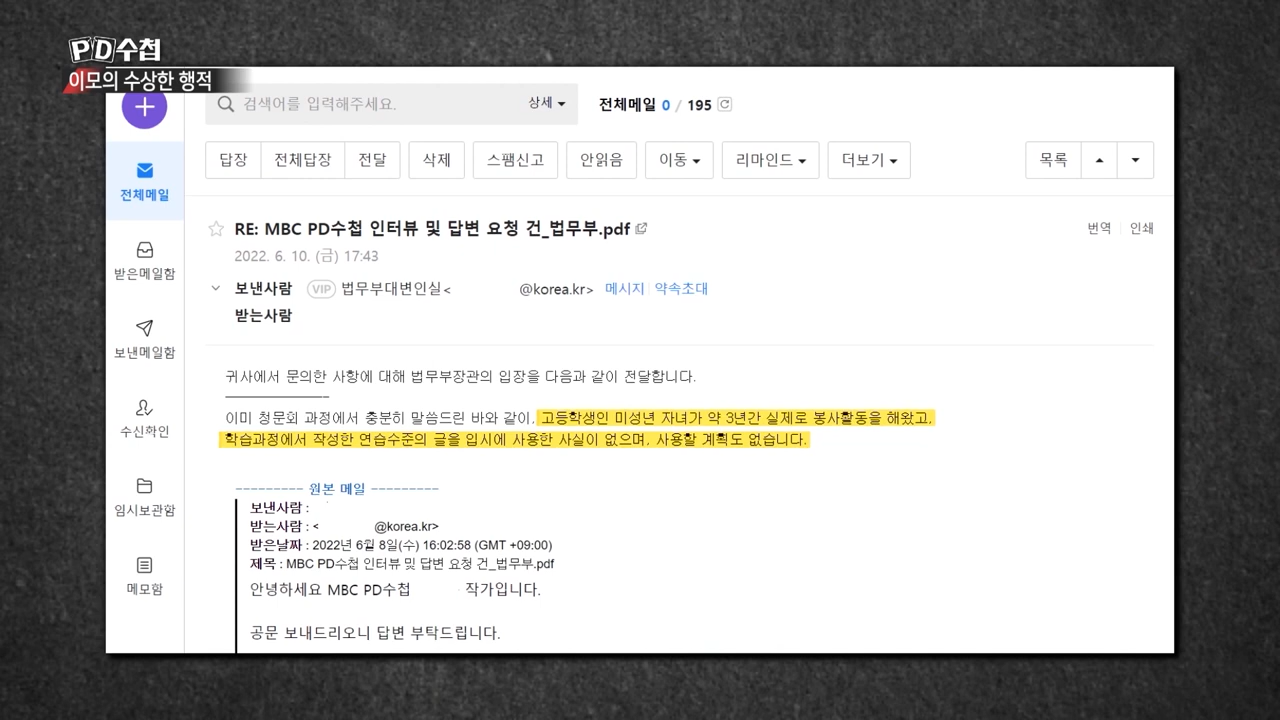 PD수첩
이모의 수상한 행적
검색어를 입력해주세요. 상세
전체메일 0 / 195
답장 전체답장 전달 삭제 스팸신고 안읽음 이동 리마인드 더보기 목록
전체메일
받은메일함
보낸메일함
수신확인
임시보관함
메모함
RE: MBC PD수첩 인터뷰 및 답변 요청 건_법무부.pdf
번역 인쇄
2022. 6. 10. (금) 17:43
보낸사람 VIP 법무부대변인실< @korea.kr> 메시지 약속초대
받는사람
귀사에서 문의한 사항에 대해 법무부장관의 입장을 다음과 같이 전달합니다.
이미 청문회 과정에서 충분히 말씀드린 바와 같이, 고등학생인 미성년 자녀가 약 3년간 실제로 봉사활동을 해왔고,
학습과정에서 작성한 연습수준의 글을 입시에 사용한 사실이 없으며, 사용할 계획도 없습니다.
--------- 원본 메일 ---------
보낸사람 :
받는사람 : < @korea.kr>
받은날짜 : 2022년 6월 8일(수) 16:02:58 (GMT +09:00)
제목 : MBC PD수첩 인터뷰 및 답변 요청 건_법무부.pdf
안녕하세요 MBC PD수첩 작가입니다.
공문 보내드리오니 답변 부탁드립니다.